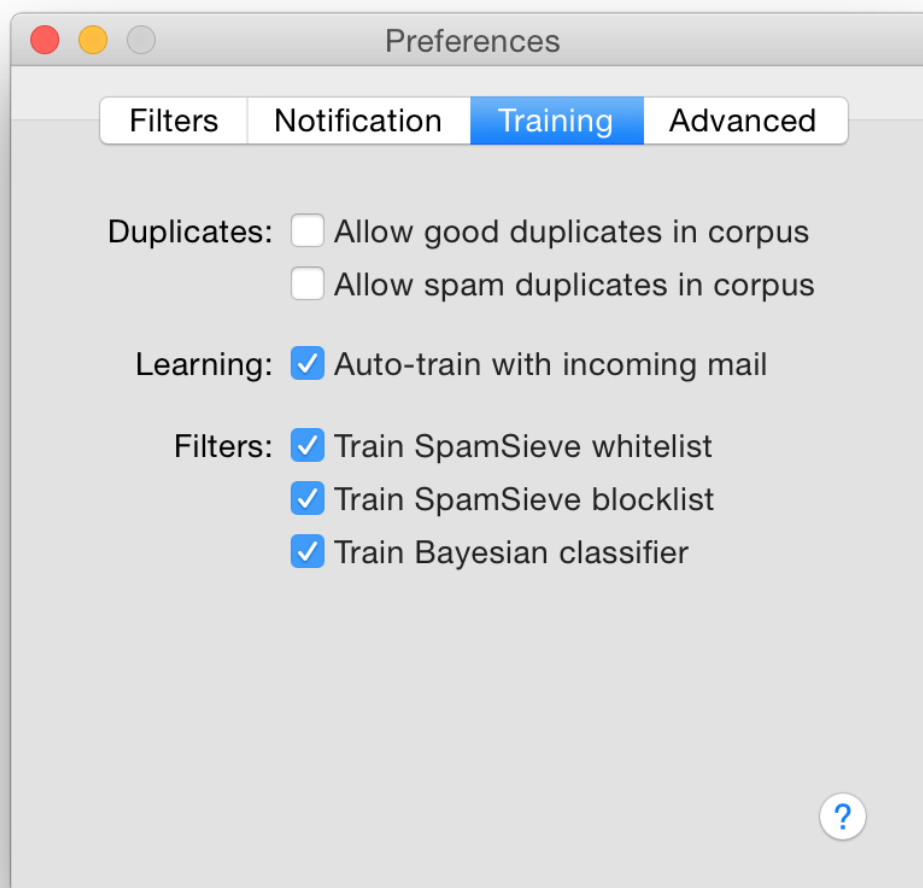 Preferences
Filters Notification Training Advanced
Duplicates: Allow good duplicates in corpus
Allow spam duplicates in corpus
Learning: Auto-train with incoming mail
Filters: Train SpamSieve whitelist
Train SpamSieve blocklist
Train Bayesian classifier
?